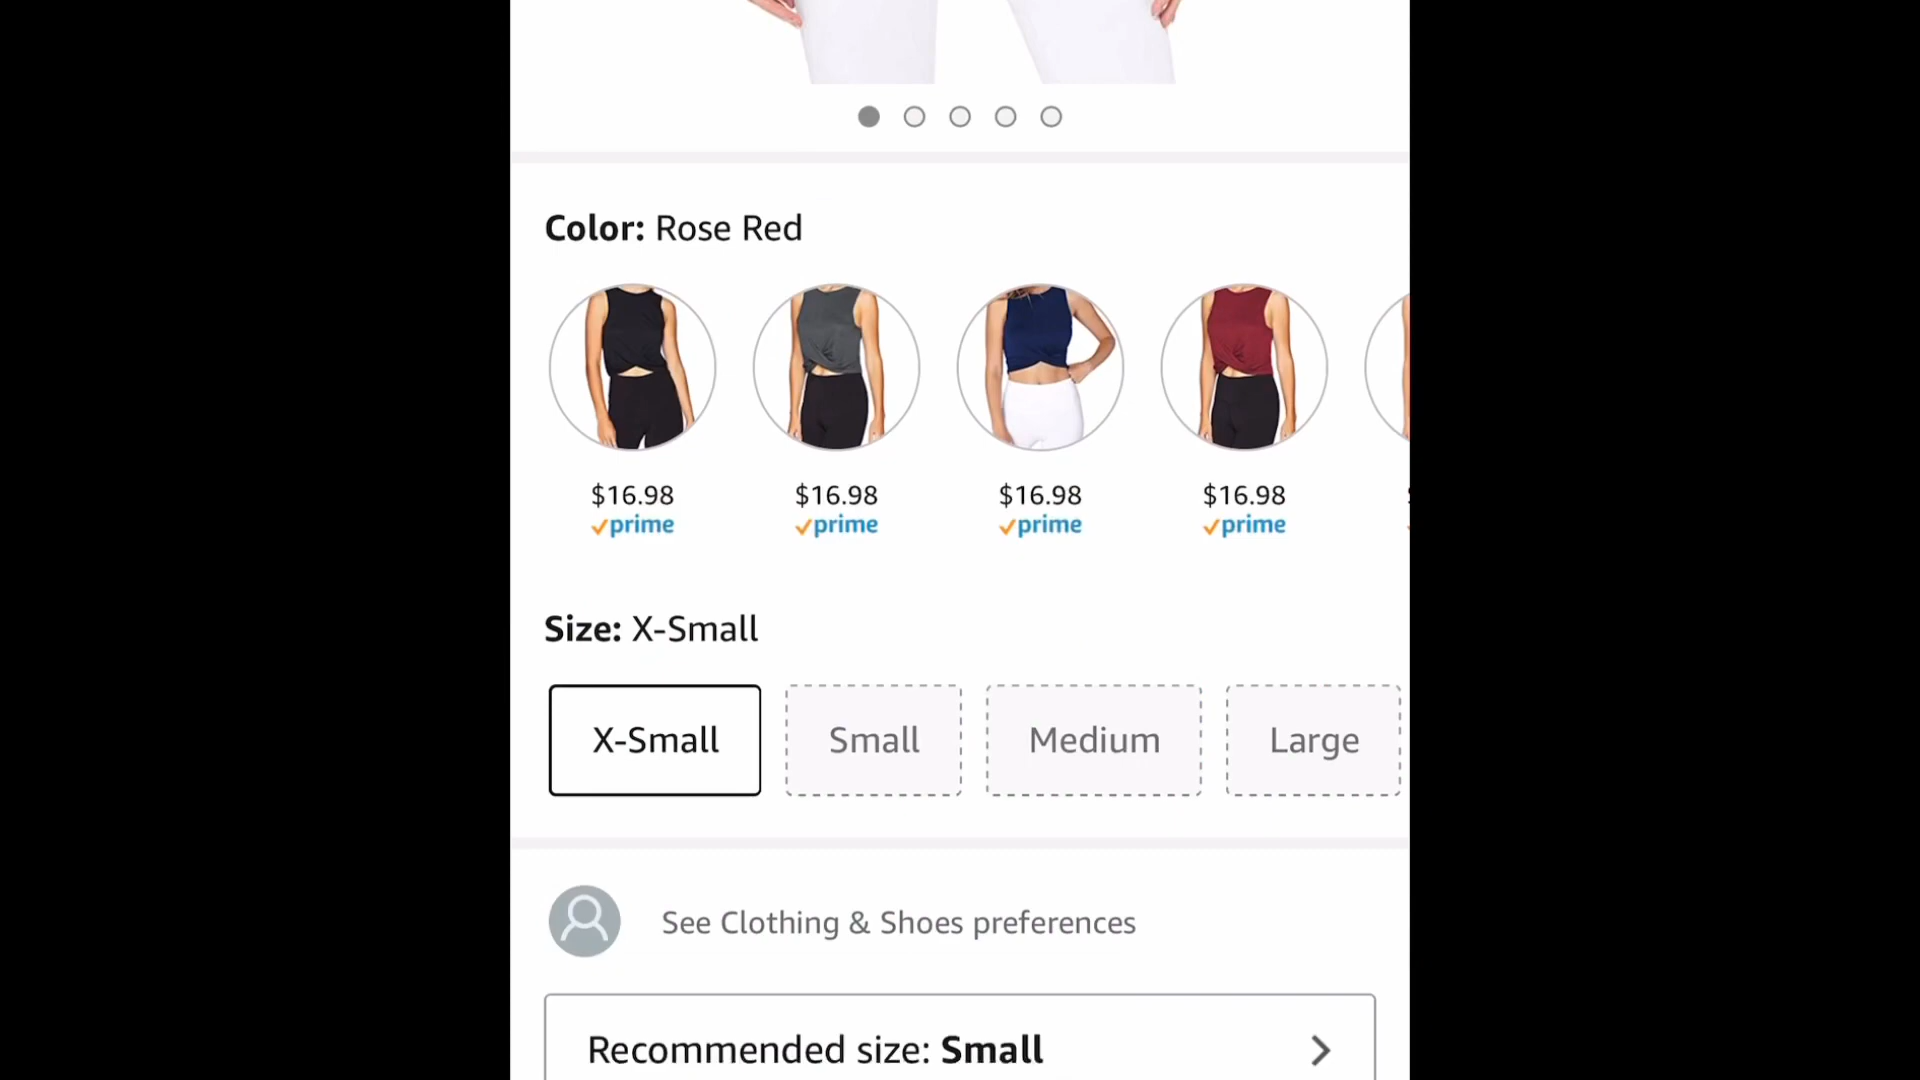 Color: Rose Red
$16.98 $16.98 $16.98 $16.98
prime prime prime prime
Size: X-Small
X-Small Small Medium Large
See Clothing & Shoes preferences
Recommended size: Small